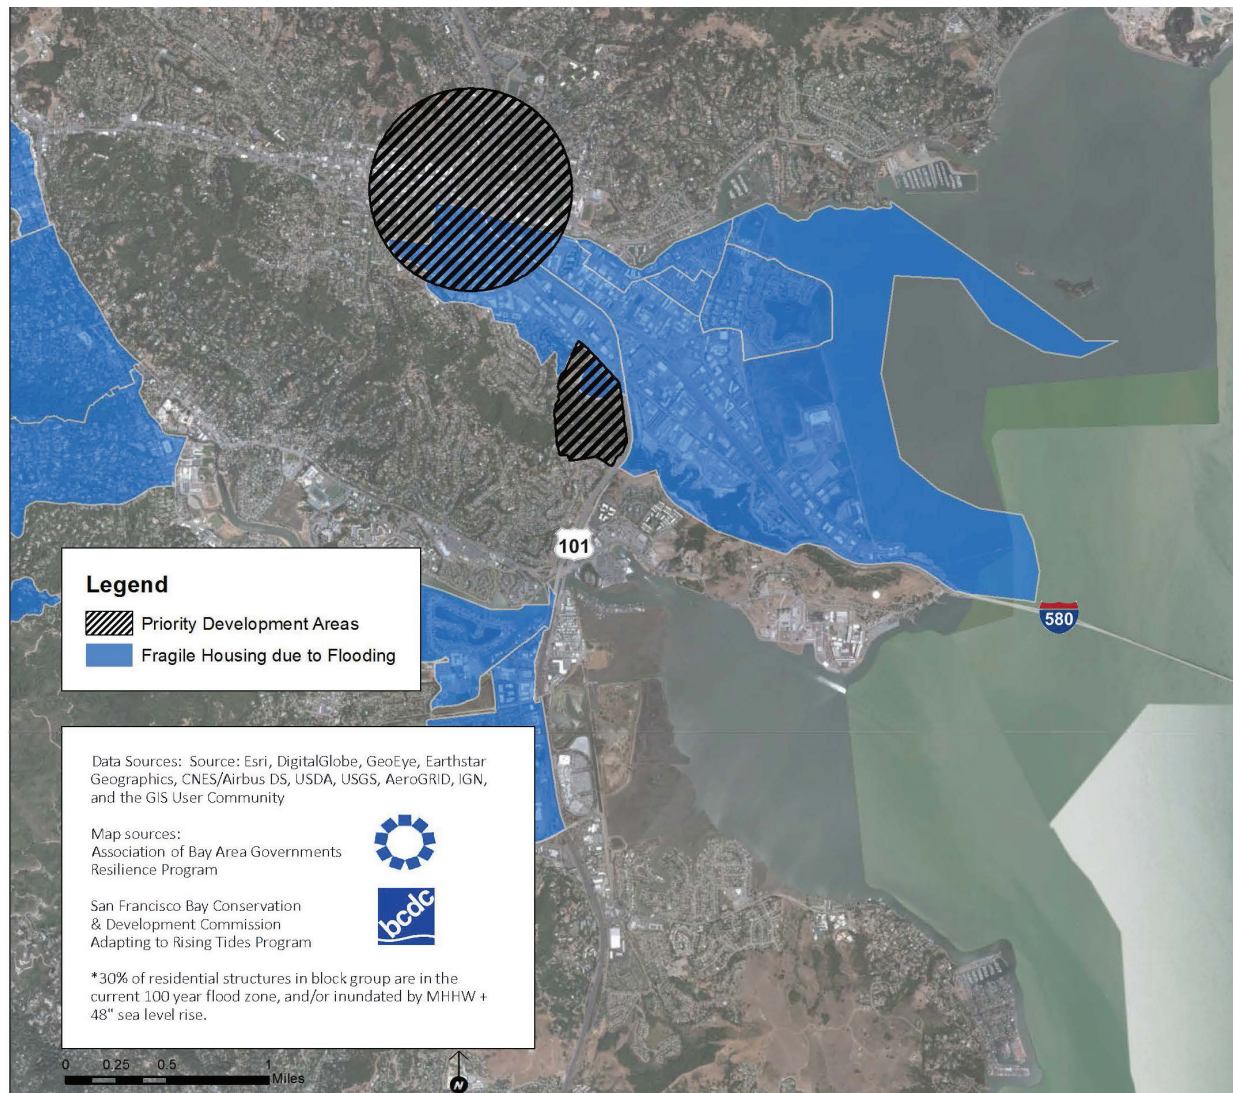 101
580
Legend
Priority Development Areas
Fragile Housing due to Flooding
Data Sources: Source: Esri, DigitalGlobe, GeoEye, Earthstar
Geographics, CNES/Airbus DS, USDA, USGS, AeroGRID, IGN,
and the GIS User Community
Map sources:
Association of Bay Area Governments
Resilience Program
San Francisco Bay Conservation
& Development Commission
Adapting to Rising Tides Program
bcdc
*30% of residential structures in block group are in the
current 100 year flood zone, and/or inundated by MHHW +
48" sea level rise.
0 0.25 0.5 1
Miles
N